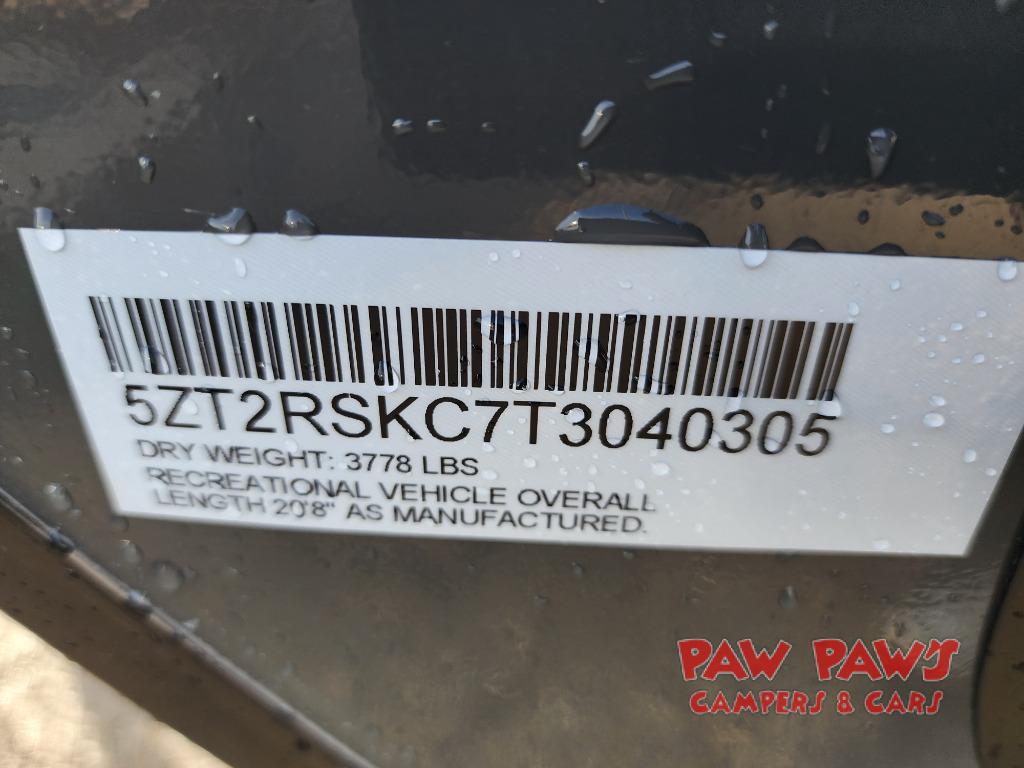 5ZT2RSKC7T3040305
DRY WEIGHT: 3778 LBS
RECREATIONAL VEHICLE OVERALL
LENGTH 20'8" AS MANUFACTURED.
PAW PAW'S
CAMPERS & CARS